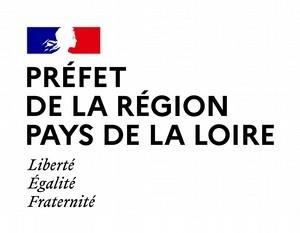 PRÉFET
DE LA RÉGION
PAYS DE LA LOIRE
Liberté
Égalité
Fraternité